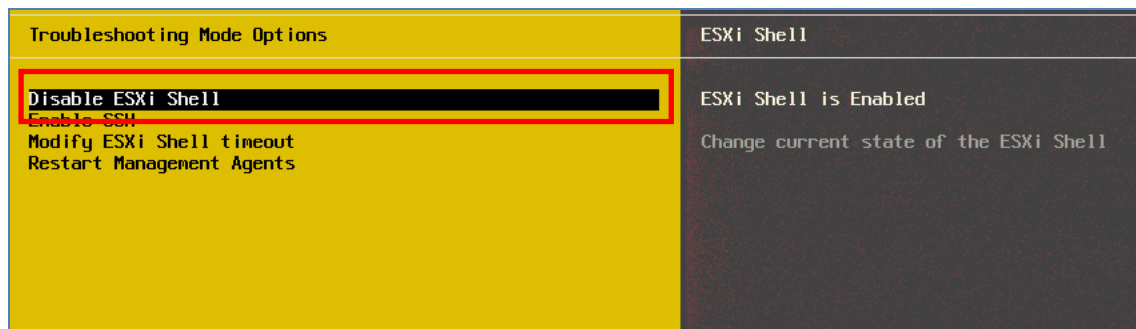 Troubleshooting Mode Options
Disable ESXi Shell
Enable SSH
Modify ESXi Shell timeout
Restart Management Agents
ESXi Shell
ESXi Shell is Enabled
Change current state of the ESXi Shell